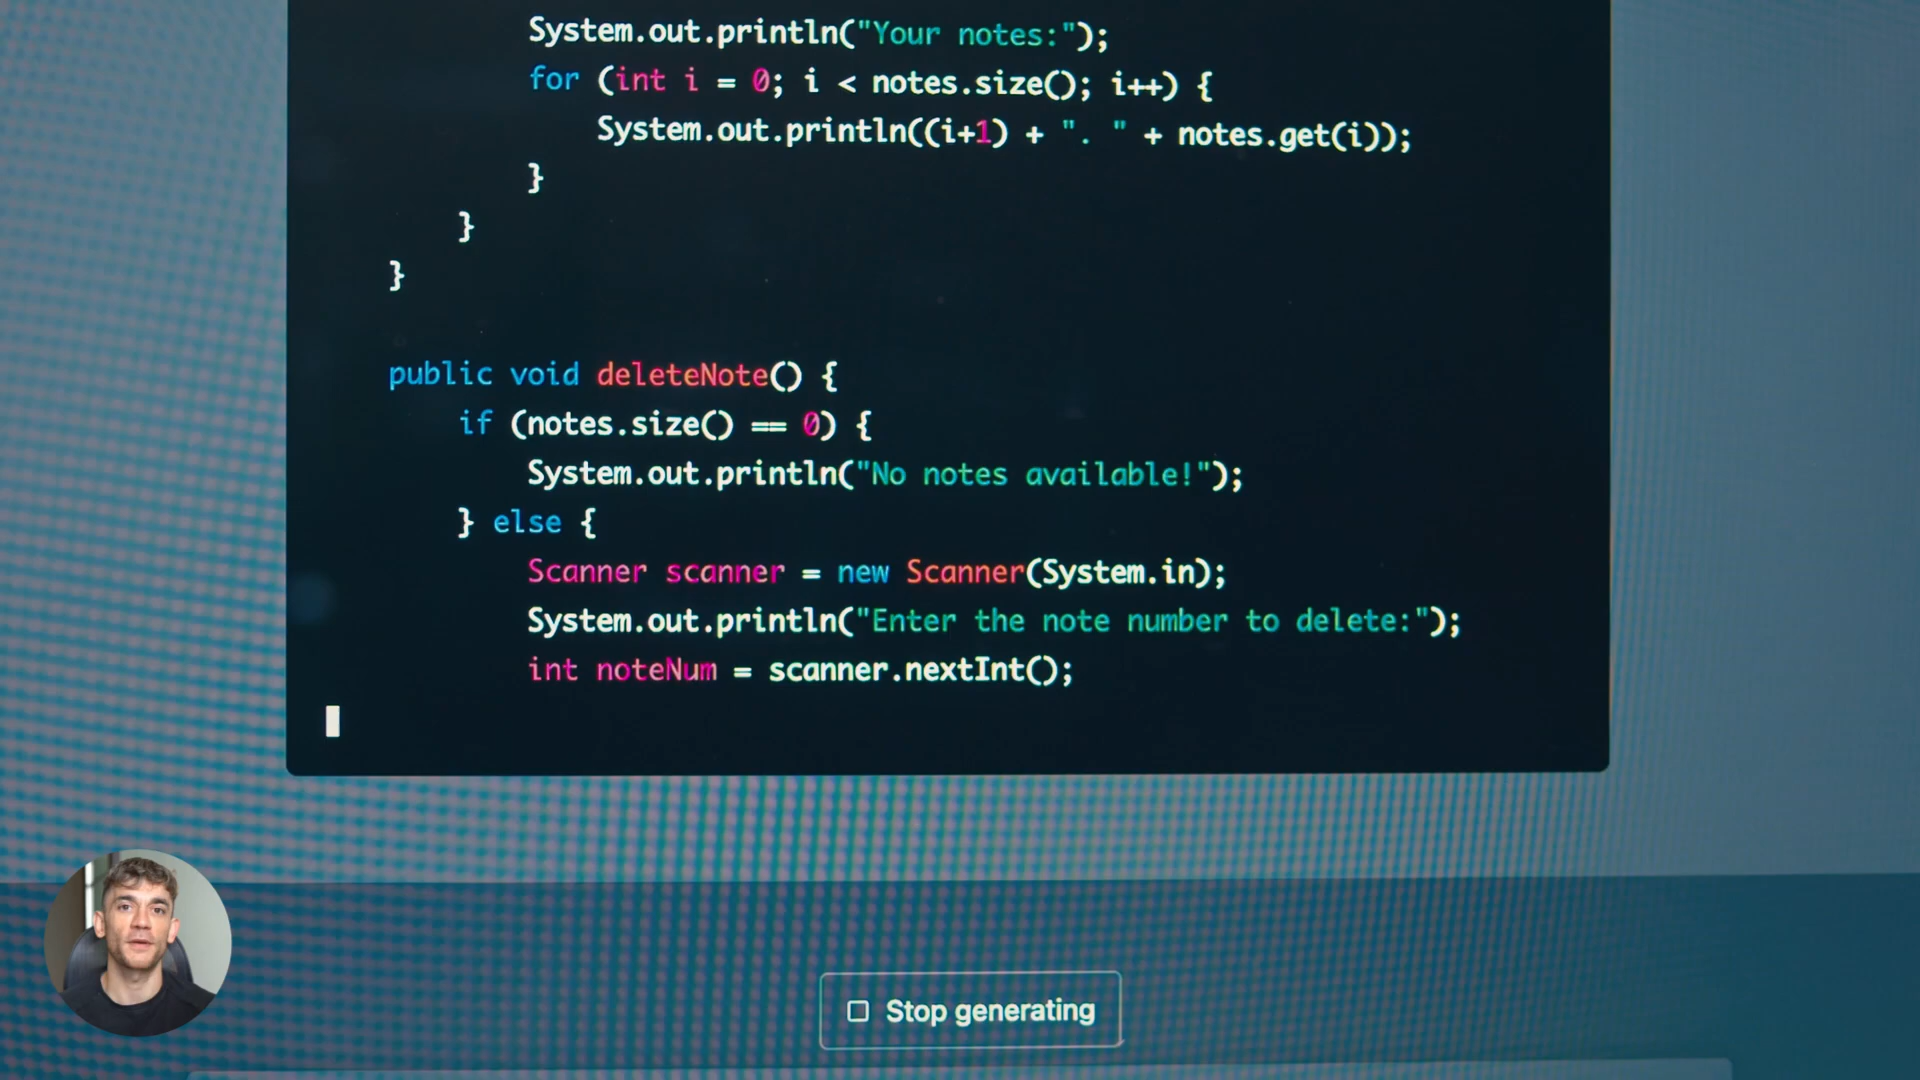 System.out.println("Your notes:");
for (int i = 0; i < notes.size(); i++) {
System.out.println((i+1) + ". " + notes.get(i));
}
}
}
public void deleteNote() {
if (notes.size() == 0) {
System.out.println("No notes available!");
} else {
Scanner scanner = new Scanner(System.in);
System.out.println("Enter the note number to delete:");
int noteNum = scanner.nextInt();
Stop generating